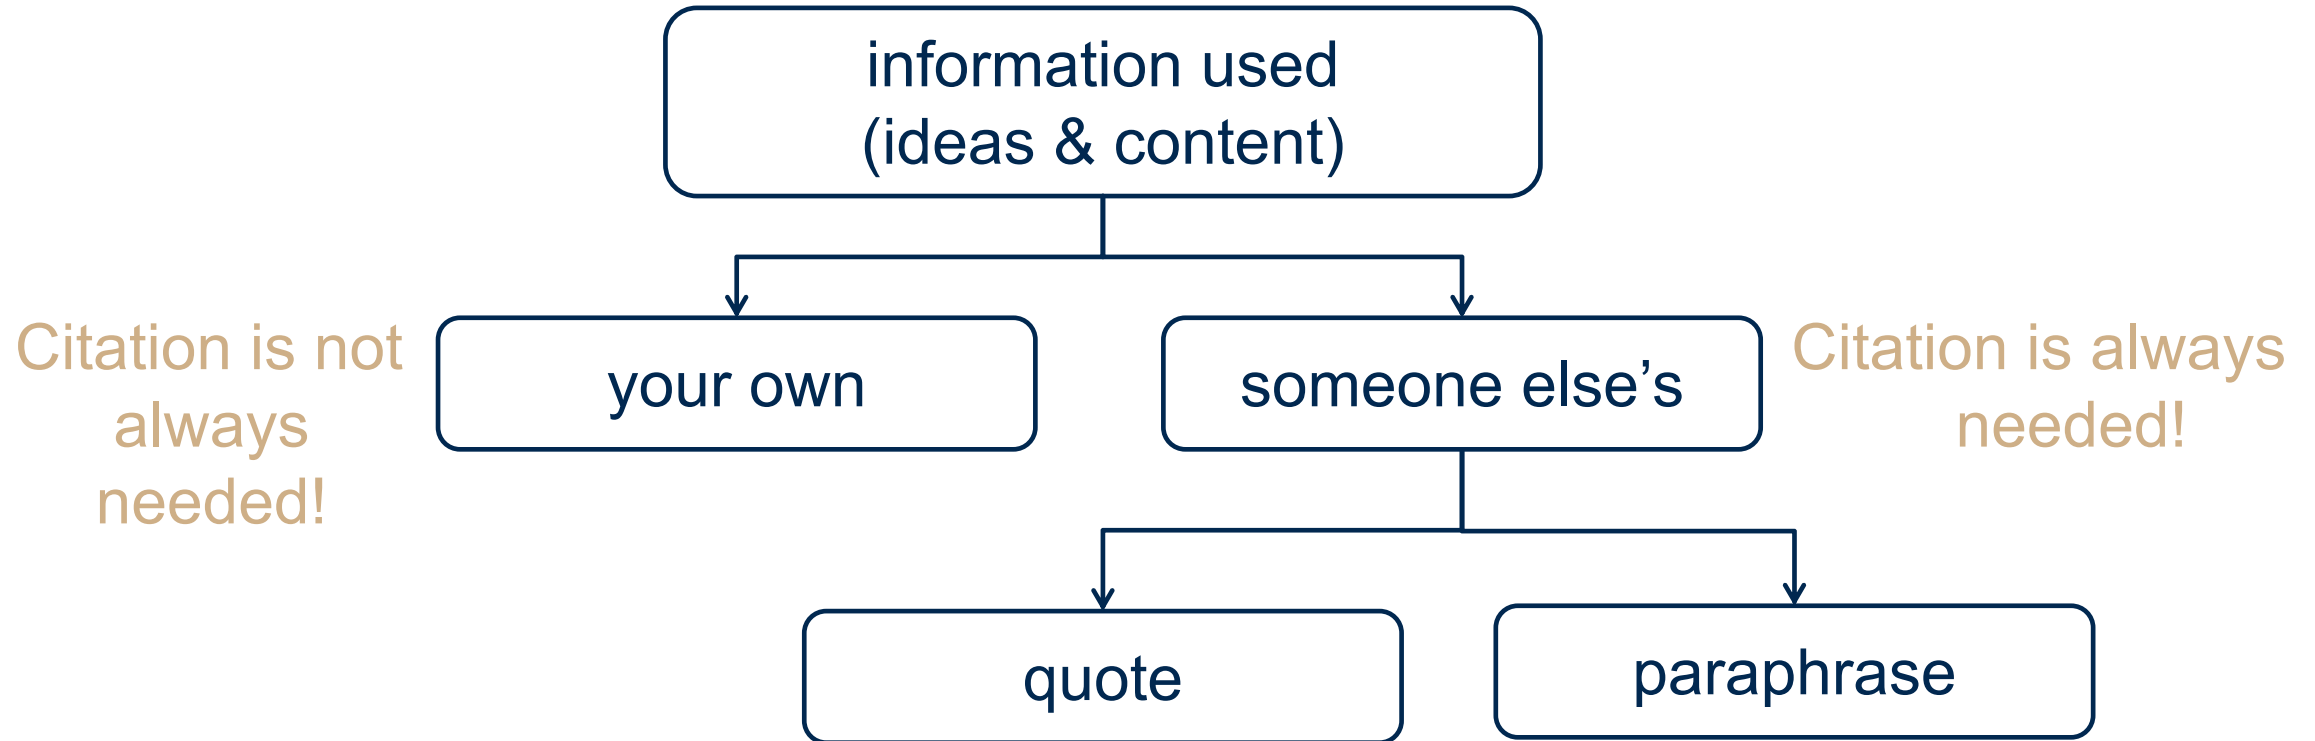 information used
(ideas & content)
Citation is not
always
needed!
your own
someone else’s
Citation is always
needed!
quote
paraphrase